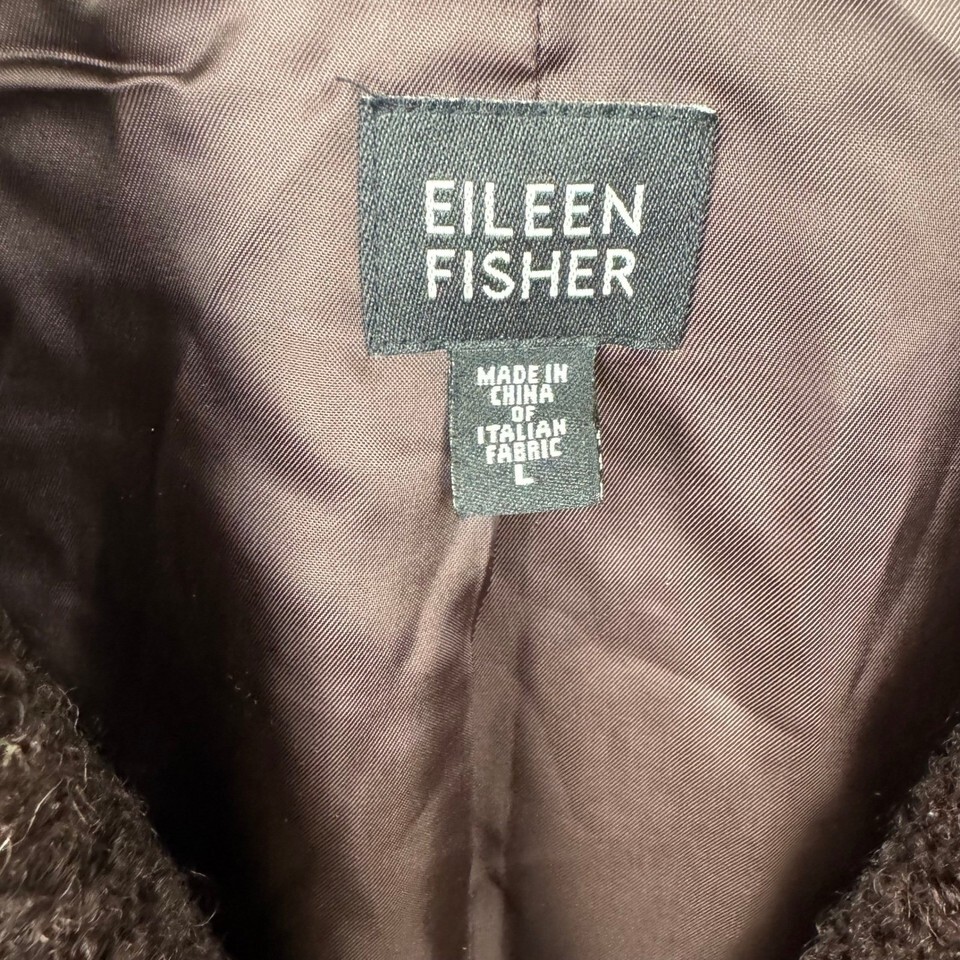 EILEEN
FISHER
MADE IN
CHINA
OF
ITALIAN
FABRIC
L